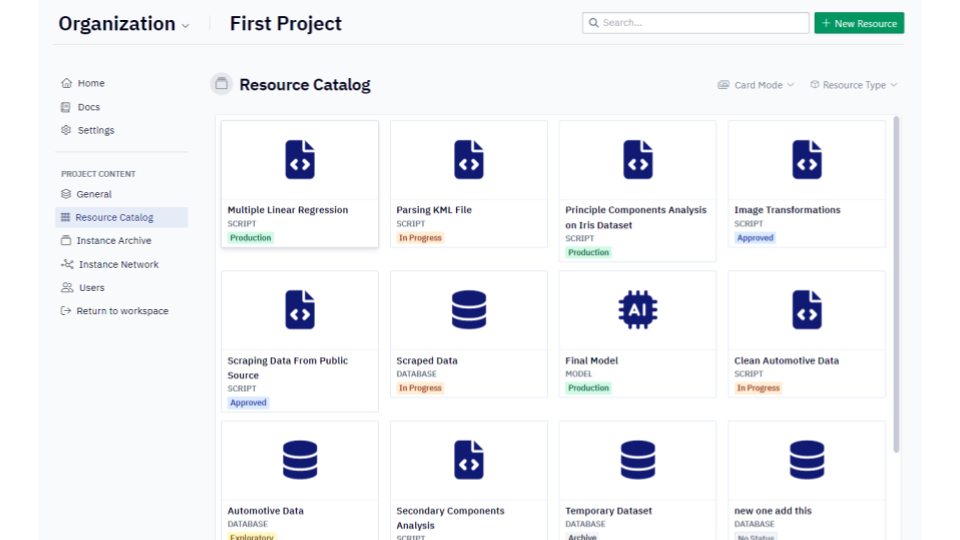 Organization
First Project
Search...
+ New Resource
Home
Docs
Settings
PROJECT CONTENT
General
Resource Catalog
Instance Archive
Instance Network
Users
Return to workspace
Resource Catalog
Card Mode
Resource Type
Multiple Linear Regression
SCRIPT
Production
Parsing KML File
SCRIPT
In Progress
Principle Components Analysis
on Iris Dataset
SCRIPT
Production
Image Transformations
SCRIPT
Approved
Scraping Data From Public
Source
SCRIPT
Approved
Scraped Data
DATABASE
In Progress
AI
Final Model
MODEL
Production
Clean Automotive Data
SCRIPT
In Progress
Automotive Data
DATABASE
Exploratory
Secondary Components
Analysis
SCRIPT
Temporary Dataset
DATABASE
Archive
new one add this
DATABASE
No Status